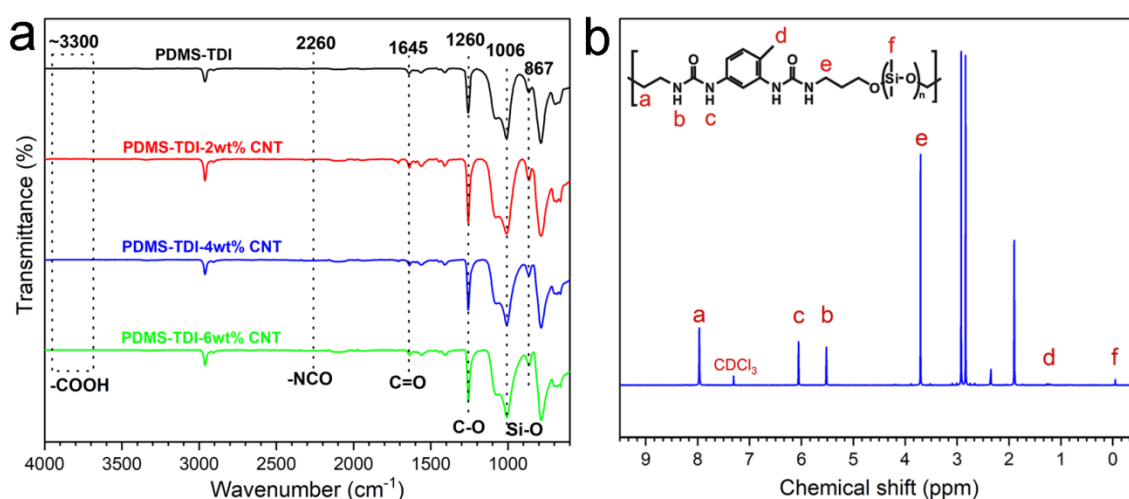 a
~3300
2260
1645
1260
1006
867
PDMS-TDI
PDMS-TDI-2wt% CNT
PDMS-TDI-4wt% CNT
PDMS-TDI-6wt% CNT
-COOH
-NCO
C=O
C-O
Si-O
Transmittance (%)
4000 3500 3000 2500 2000 1500 1000
Wavenumber (cm⁻¹)
b
d
f
O
O
Si-O
n
N
H
N
H
N
H
N
H
O
e
a
b
c
e
a
CDCl₃
c
b
d
f
9 8 7 6 5 4 3 2 1 0
Chemical shift (ppm)